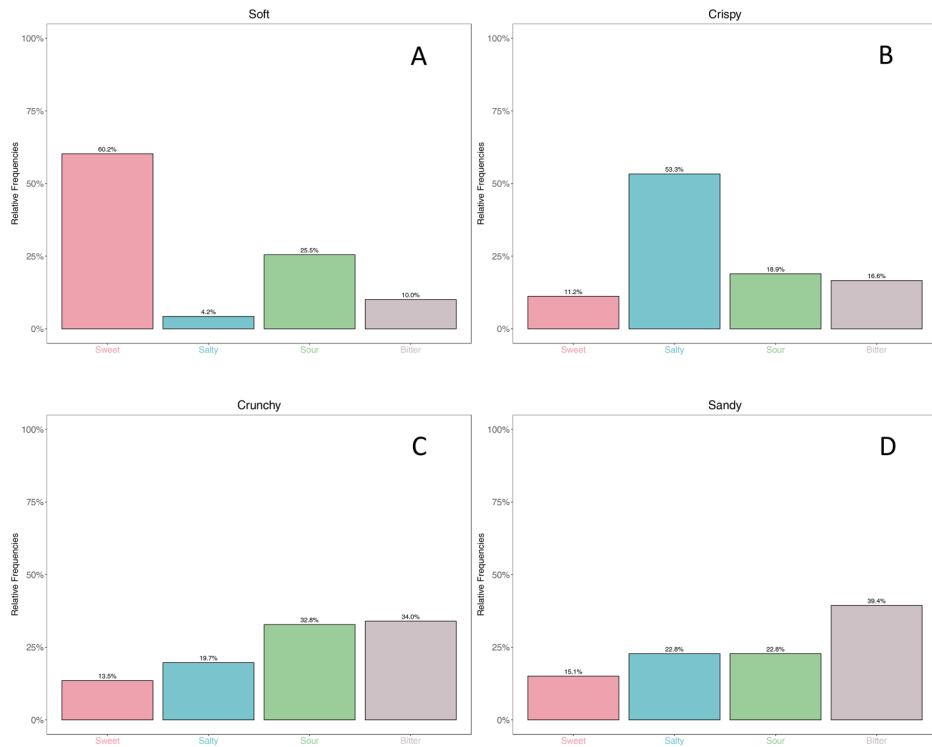 Soft
A
100%
75%
50%
25%
0%
Relative Frequencies
60.2%
4.2%
25.5%
10.0%
Sweet
Salty
Sour
Bitter
Crispy
B
100%
75%
50%
25%
0%
Relative Frequencies
11.2%
53.3%
18.9%
16.6%
Sweet
Salty
Sour
Bitter
Crunchy
C
100%
75%
50%
25%
0%
Relative Frequencies
13.5%
19.7%
32.8%
34.0%
Sweet
Salty
Sour
Bitter
Sandy
D
100%
75%
50%
25%
0%
Relative Frequencies
15.1%
22.8%
22.8%
39.4%
Sweet
Salty
Sour
Bitter